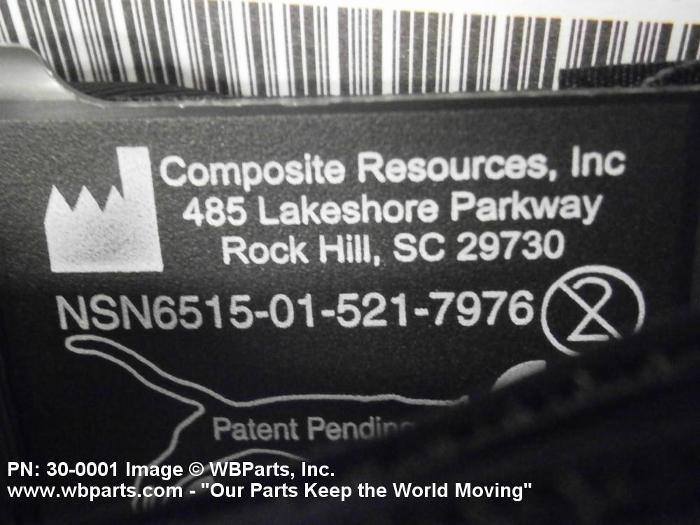 Composite Resources, Inc
485 Lakeshore Parkway
Rock Hill, SC 29730
NSN6515-01-521-7976
2
Patent Pending
PN: 30-0001 Image © WBParts, Inc.
www.wbparts.com - "Our Parts Keep the World Moving"